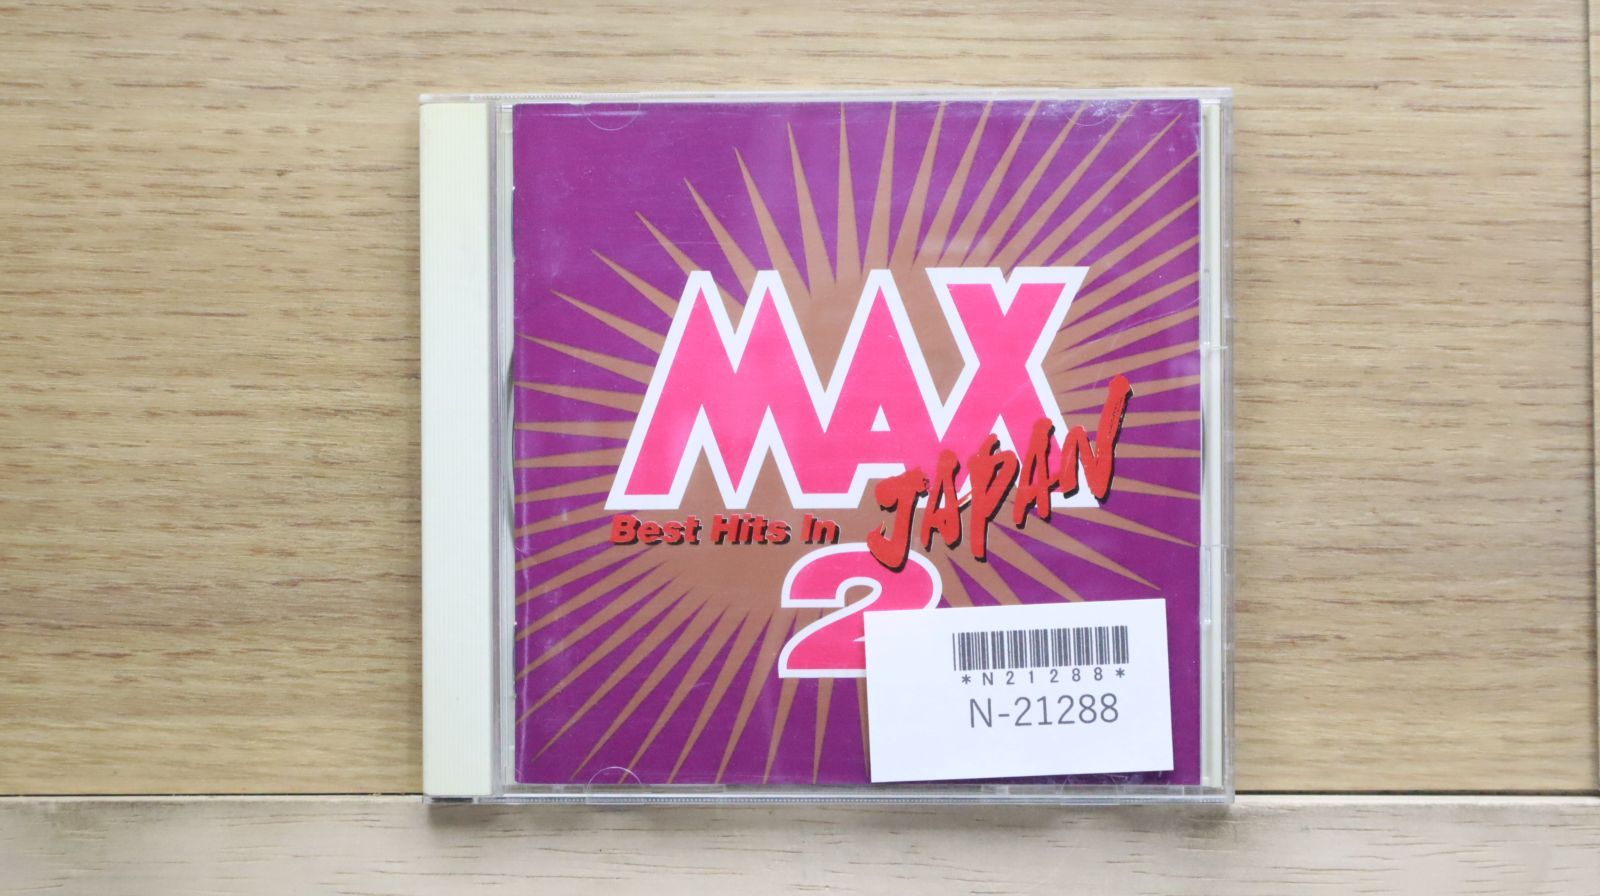 MAX
Best Hits In JAPAN
2
*N21288*
N-21288